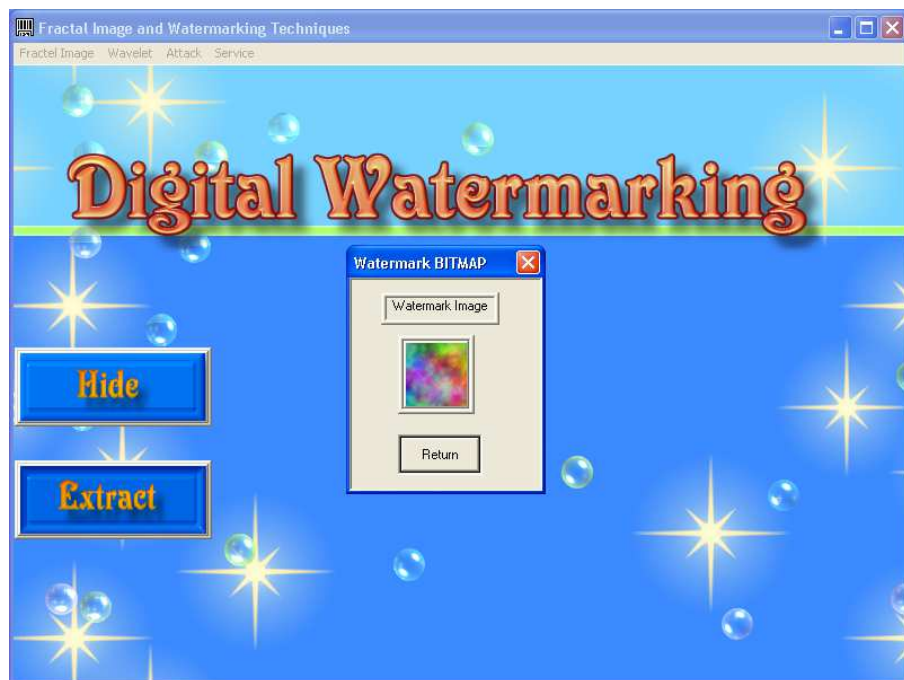 Fractal Image and Watermarking Techniques
Fractel Image Wavelet Attack Service
Digital Watermarking
Watermark BITMAP
Watermark Image
Return
Hide
Extract